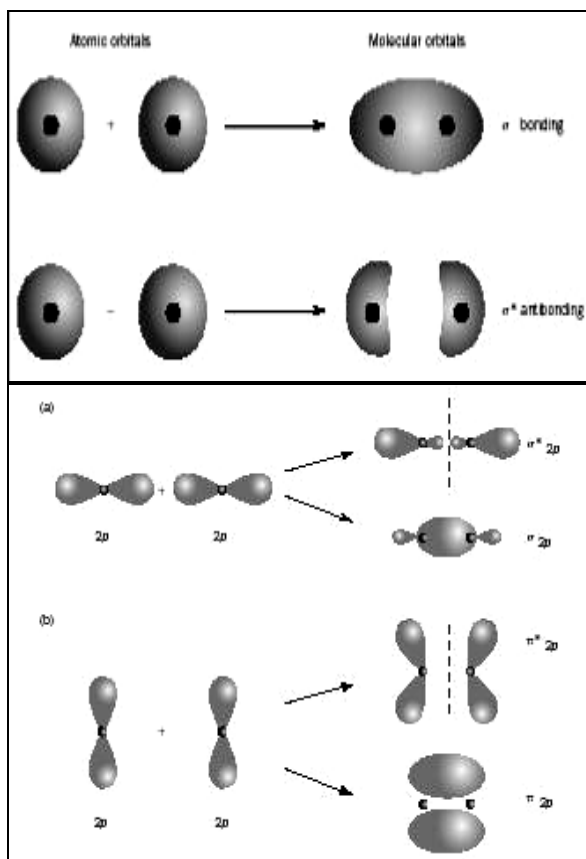 Atomic orbitals Molecular orbitals
+ σ bonding
– σ* antibonding
(a)
σ* 2p
+
2p 2p
σ 2p
(b)
π* 2p
+
2p 2p
π 2p